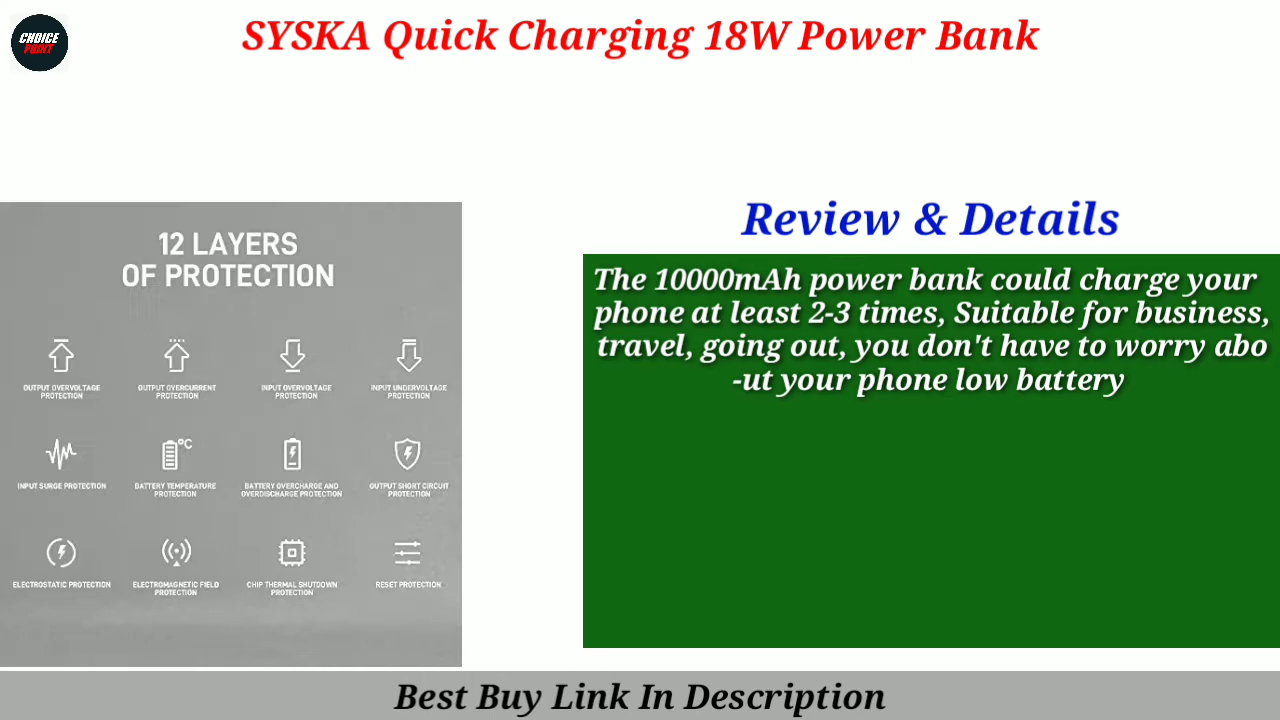 CHOICE
POINT
SYSKA Quick Charging 18W Power Bank
12 LAYERS
OF PROTECTION
OUTPUT OVERVOLTAGE
PROTECTION
OUTPUT OVERCURRENT
PROTECTION
INPUT OVERVOLTAGE
PROTECTION
INPUT UNDERVOLTAGE
PROTECTION
INPUT SURGE PROTECTION
°C
BATTERY TEMPERATURE
PROTECTION
BATTERY OVERCHARGE AND
OVERDISCHARGE PROTECTION
OUTPUT SHORT CIRCUIT
PROTECTION
ELECTROSTATIC PROTECTION
ELECTROMAGNETIC FIELD
PROTECTION
CHIP THERMAL SHUTDOWN
PROTECTION
RESET PROTECTION
Review & Details
The 10000mAh power bank could charge your
phone at least 2-3 times, Suitable for business,
travel, going out, you don't have to worry abo
-ut your phone low battery
Best Buy Link In Description